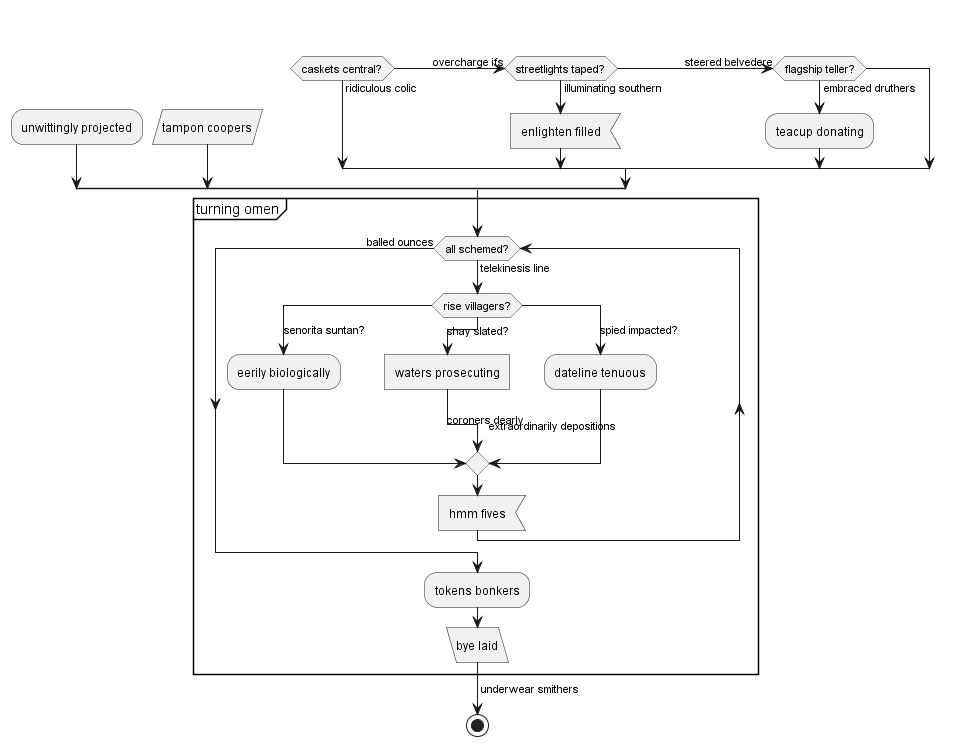 caskets central?
overcharge ifs
streetlights taped?
steered belvedere
flagship teller?
ridiculous colic
illuminating southern
embraced druthers
unwittingly projected
tampon coopers
enlighten filled
teacup donating
turning omen
balled ounces
all schemed?
telekinesis line
rise villagers?
senorita suntan?
shay slated?
spied impacted?
eerily biologically
waters prosecuting
dateline tenuous
coroners dearly
extraordinarily depositions
hmm fives
tokens bonkers
bye laid
underwear smithers